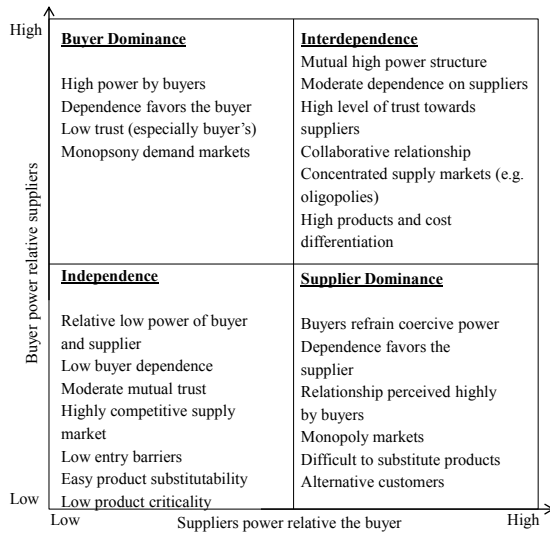 High
Buyer Dominance
High power by buyers
Dependence favors the buyer
Low trust (especially buyer's)
Monopsony demand markets
Interdependence
Mutual high power structure
Moderate dependence on suppliers
High level of trust towards
suppliers
Collaborative relationship
Concentrated supply markets (e.g.
oligopolies)
High products and cost
differentiation
Buyer power relative suppliers
Independence
Relative low power of buyer
and supplier
Low buyer dependence
Moderate mutual trust
Highly competitive supply
market
Low entry barriers
Easy product substitutability
Low product criticality
Supplier Dominance
Buyers refrain coercive power
Dependence favors the
supplier
Relationship perceived highly
by buyers
Monopoly markets
Difficult to substitute products
Alternative customers
Low
Low
Suppliers power relative the buyer
High